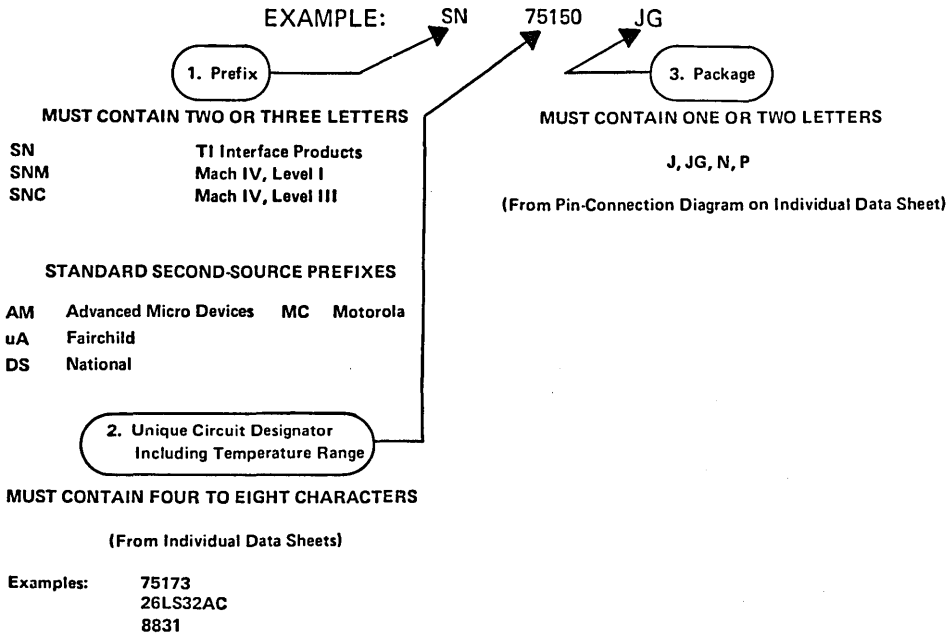 EXAMPLE: SN 75150 JG
1. Prefix
MUST CONTAIN TWO OR THREE LETTERS
SN TI Interface Products
SNM Mach IV, Level I
SNC Mach IV, Level III
STANDARD SECOND-SOURCE PREFIXES
AM Advanced Micro Devices MC Motorola
uA Fairchild
DS National
2. Unique Circuit Designator
Including Temperature Range
MUST CONTAIN FOUR TO EIGHT CHARACTERS
(From Individual Data Sheets)
Examples: 75173
26LS32AC
8831
3. Package
MUST CONTAIN ONE OR TWO LETTERS
J, JG, N, P
(From Pin-Connection Diagram on Individual Data Sheet)